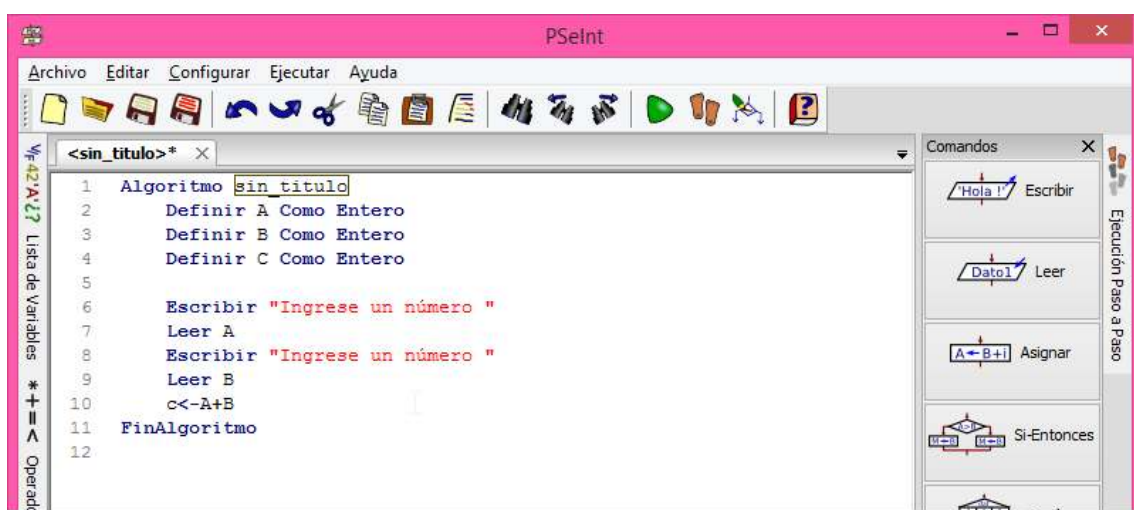 PSeInt
Archivo Editar Configurar Ejecutar Ayuda
<sin_titulo>*
1 Algoritmo sin_titulo
2 Definir A Como Entero
3 Definir B Como Entero
4 Definir C Como Entero
5
6 Escribir "Ingrese un número "
7 Leer A
8 Escribir "Ingrese un número "
9 Leer B
10 c<-A+B
11 FinAlgoritmo
12
Lista de Variables
* + = <
Comandos
'Hola !' Escribir
Dato1 Leer
A←B+i Asignar
Si-Entonces
Ejecución Paso a Paso